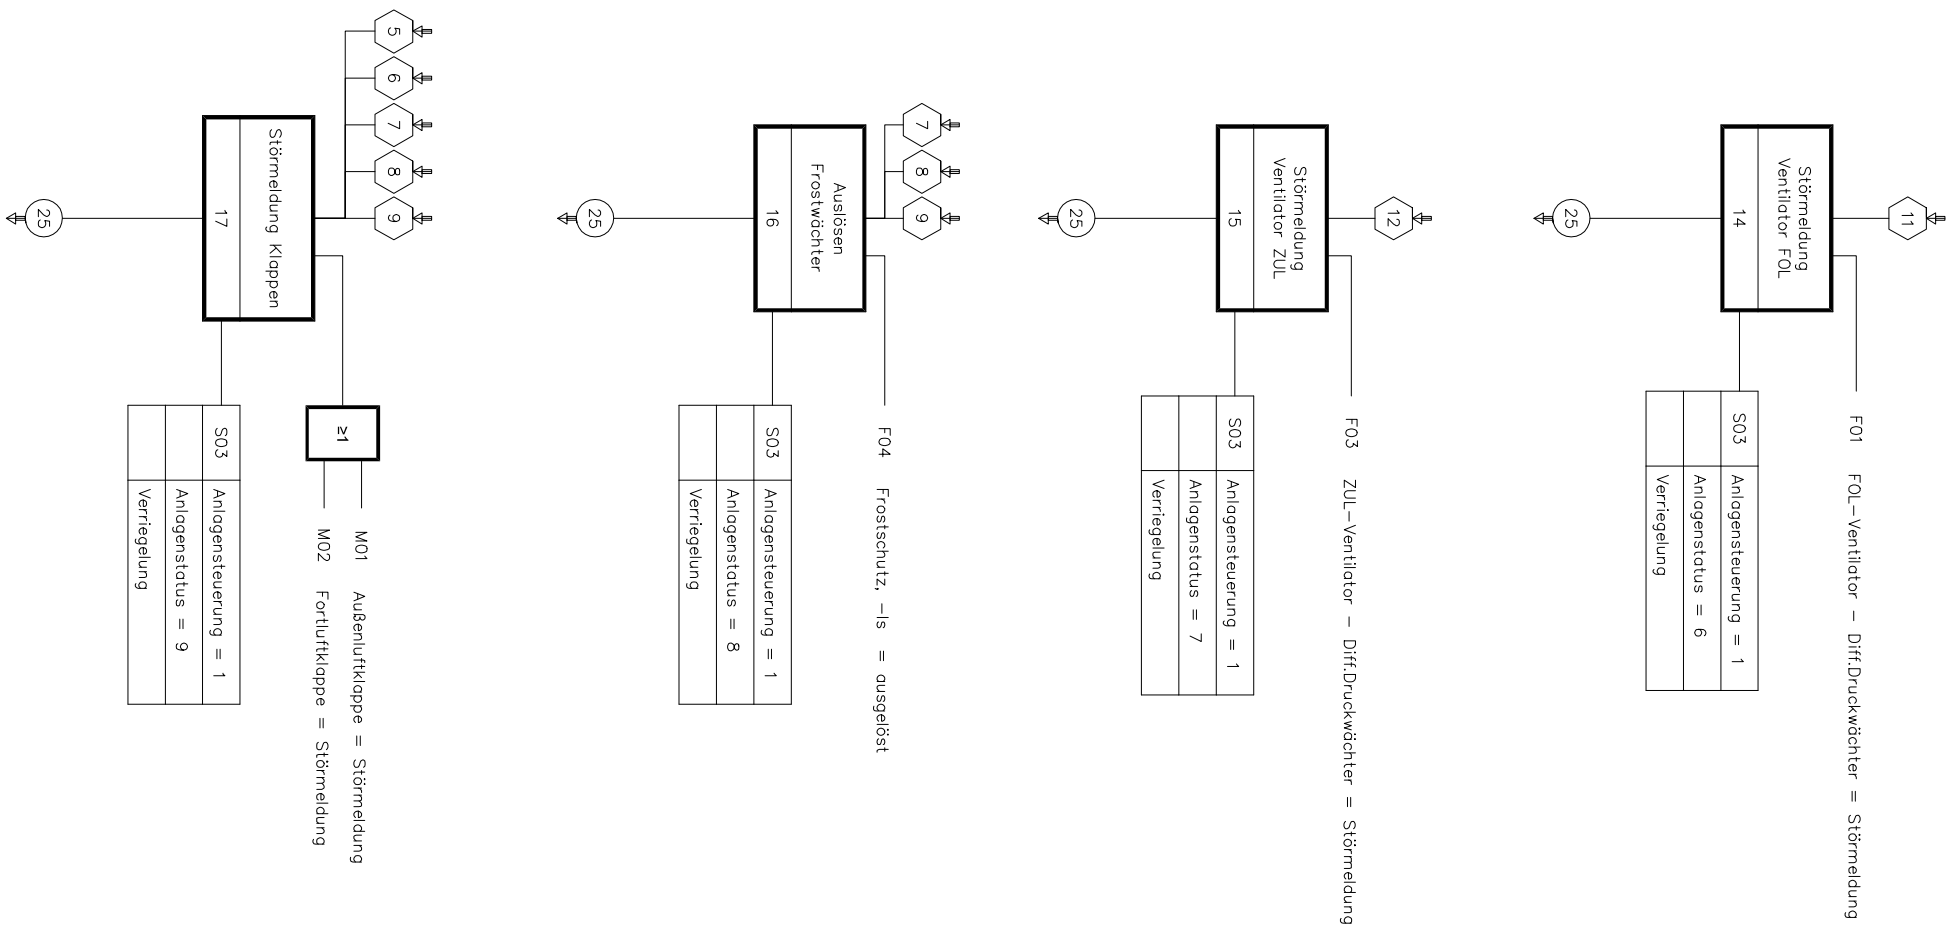 11
Störmeldung
Ventilator FOL
14
F01 FOL-Ventilator - Diff.Druckwächter = Störmeldung
S03 Anlagensteuerung = 1
Anlagenstatus = 6
Verriegelung
25
12
Störmeldung
Ventilator ZUL
15
F03 ZUL-Ventilator - Diff.Druckwächter = Störmeldung
S03 Anlagensteuerung = 1
Anlagenstatus = 7
Verriegelung
25
7 8 9
Auslösen
Frostwächter
16
F04 Frostschutz, -ls = ausgelöst
S03 Anlagensteuerung = 1
Anlagenstatus = 8
Verriegelung
25
5 6 7 8 9
Störmeldung Klappen
17
≥1
M01 Außenluftklappe = Störmeldung
M02 Fortluftklappe = Störmeldung
S03 Anlagensteuerung = 1
Anlagenstatus = 9
Verriegelung
25